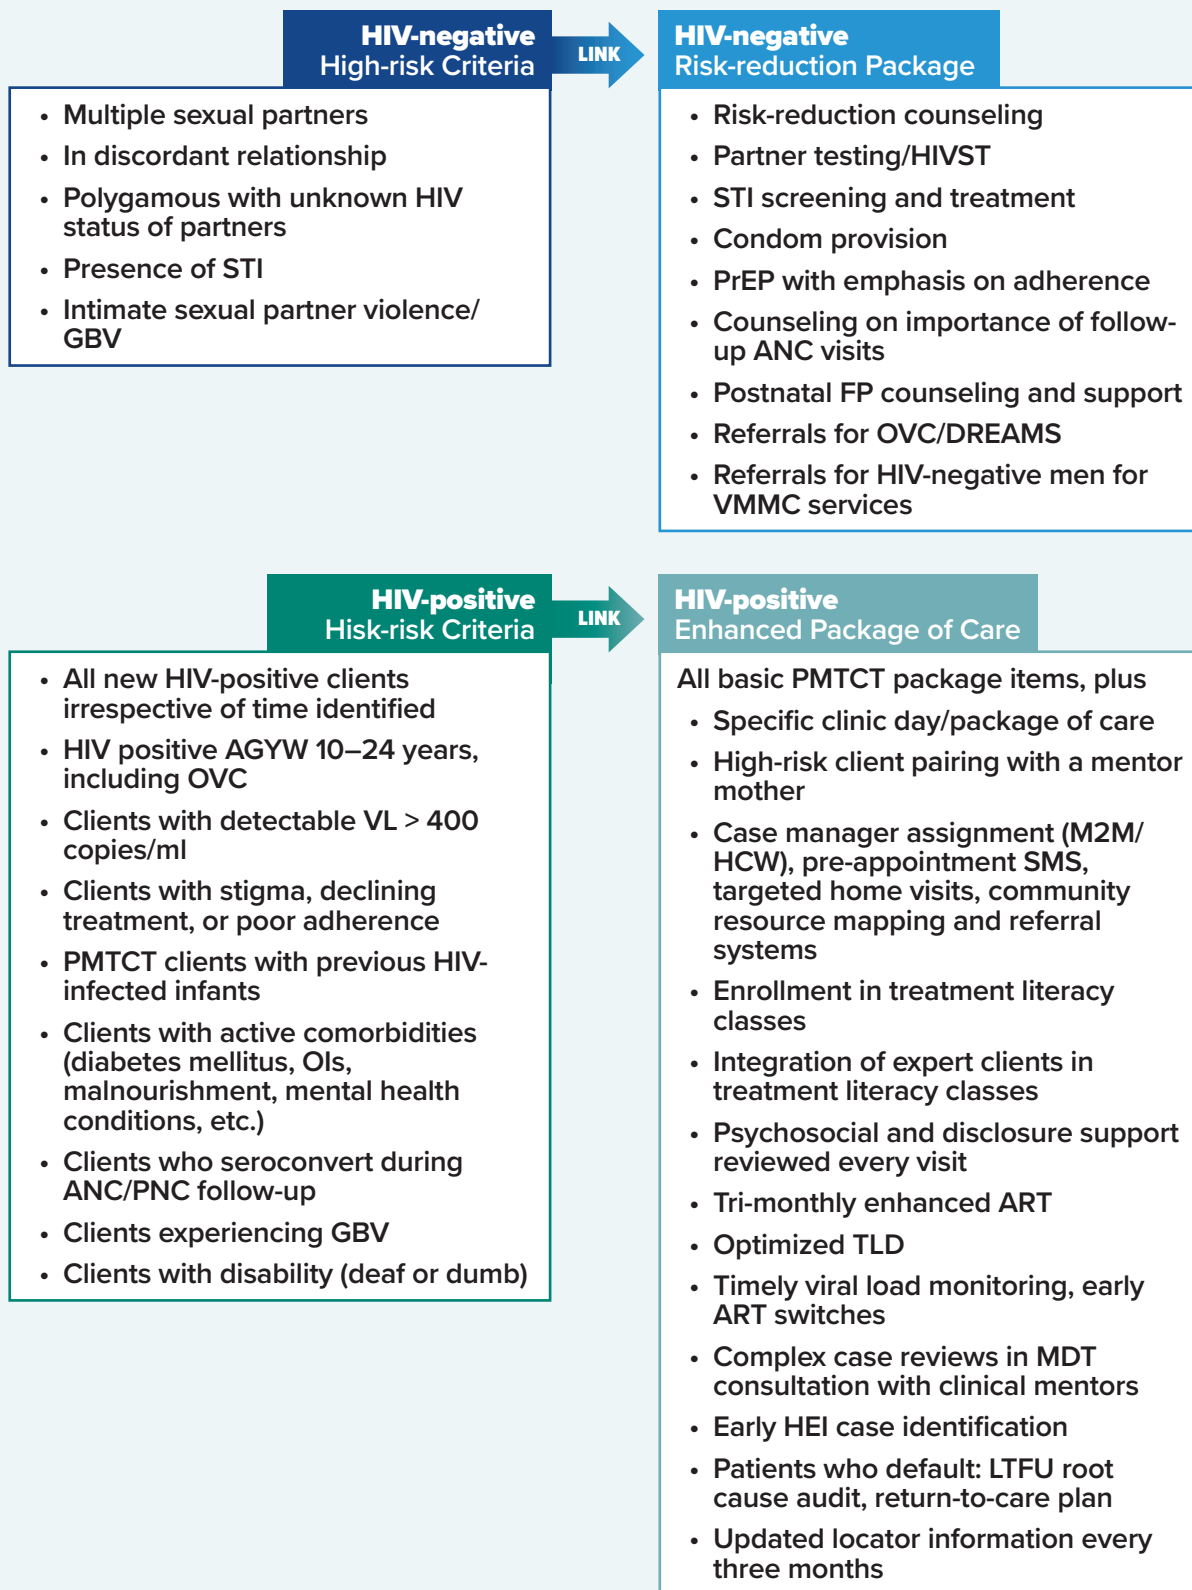 HIV-negative
High-risk Criteria
LINK
HIV-negative
Risk-reduction Package
• Multiple sexual partners
• In discordant relationship
• Polygamous with unknown HIV
status of partners
• Presence of STI
• Intimate sexual partner violence/
GBV
• Risk-reduction counseling
• Partner testing/HIVST
• STI screening and treatment
• Condom provision
• PrEP with emphasis on adherence
• Counseling on importance of follow-
up ANC visits
• Postnatal FP counseling and support
• Referrals for OVC/DREAMS
• Referrals for HIV-negative men for
VMMC services
HIV-positive
Hisk-risk Criteria
LINK
HIV-positive
Enhanced Package of Care
• All new HIV-positive clients
irrespective of time identified
• HIV positive AGYW 10–24 years,
including OVC
• Clients with detectable VL > 400
copies/ml
• Clients with stigma, declining
treatment, or poor adherence
• PMTCT clients with previous HIV-
infected infants
• Clients with active comorbidities
(diabetes mellitus, OIs,
malnourishment, mental health
conditions, etc.)
• Clients who seroconvert during
ANC/PNC follow-up
• Clients experiencing GBV
• Clients with disability (deaf or dumb)
All basic PMTCT package items, plus
• Specific clinic day/package of care
• High-risk client pairing with a mentor
mother
• Case manager assignment (M2M/
HCW), pre-appointment SMS,
targeted home visits, community
resource mapping and referral
systems
• Enrollment in treatment literacy
classes
• Integration of expert clients in
treatment literacy classes
• Psychosocial and disclosure support
reviewed every visit
• Tri-monthly enhanced ART
• Optimized TLD
• Timely viral load monitoring, early
ART switches
• Complex case reviews in MDT
consultation with clinical mentors
• Early HEI case identification
• Patients who default: LTFU root
cause audit, return-to-care plan
• Updated locator information every
three months